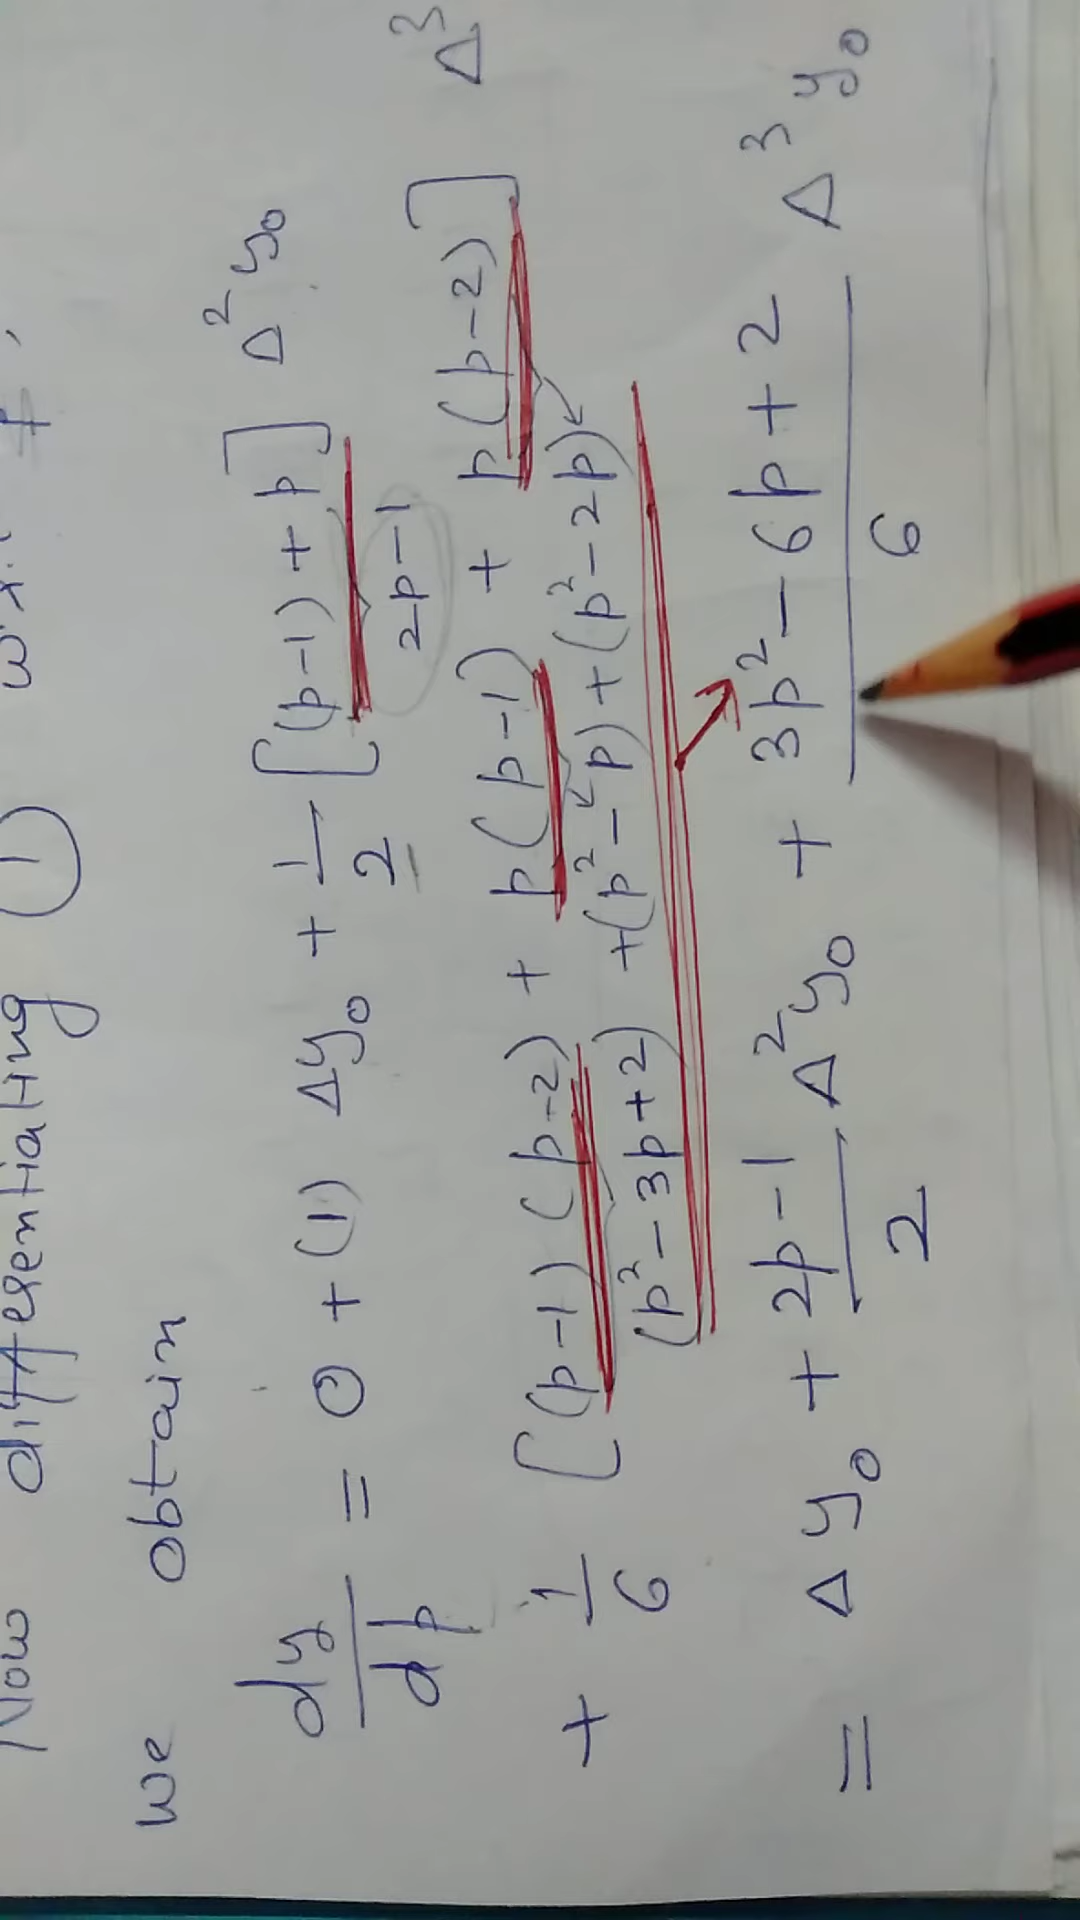 Now differentiating ① w.r.t
we obtain
dy/dp = 0 + (1) Δy₀ + 1/2 [(p-1) + p] Δ²y₀
2p-1
+ 1/6 [(p-1)(p-2) + p(p-1) + p(p-2)] Δ³
(p²-3p+2) +(p²-p)+(p²-2p)
= Δy₀ + 2p-1/2 Δ²y₀ + 3p²-6p+2/6 Δ³y₀